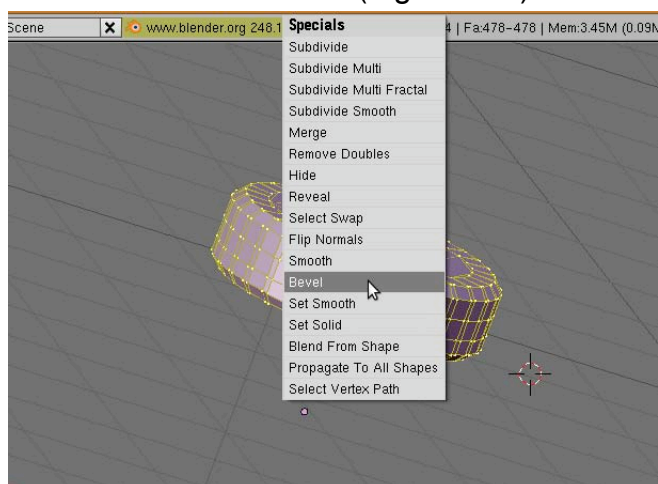 Scene X www.blender.org 248.1 4 | Fa:478-478 | Mem:3.45M (0.09M
Specials
Subdivide
Subdivide Multi
Subdivide Multi Fractal
Subdivide Smooth
Merge
Remove Doubles
Hide
Reveal
Select Swap
Flip Normals
Smooth
Bevel
Set Smooth
Set Solid
Blend From Shape
Propagate To All Shapes
Select Vertex Path